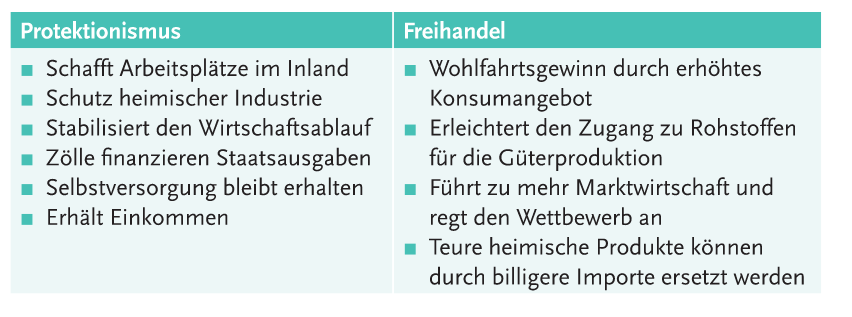 Protektionismus
Schafft Arbeitsplätze im Inland
Schutz heimischer Industrie
Stabilisiert den Wirtschaftsablauf
Zölle finanzieren Staatsausgaben
Selbstversorgung bleibt erhalten
Erhält Einkommen
Freihandel
Wohlfahrtsgewinn durch erhöhtes
Konsumangebot
Erleichtert den Zugang zu Rohstoffen
für die Güterproduktion
Führt zu mehr Marktwirtschaft und
regt den Wettbewerb an
Teure heimische Produkte können
durch billigere Importe ersetzt werden